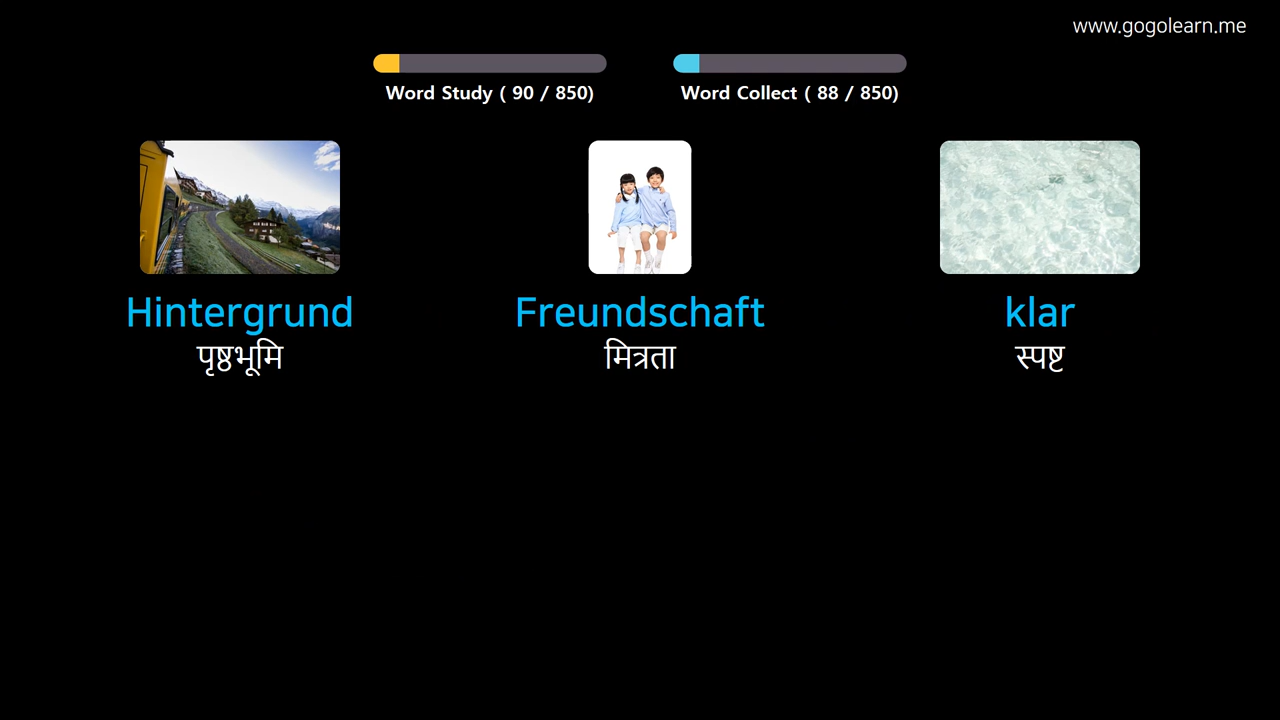 www.gogolearn.me
Word Study ( 90 / 850)
Word Collect ( 88 / 850)
Hintergrund
पृष्ठभूमि
Freundschaft
मित्रता
klar
स्पष्ट